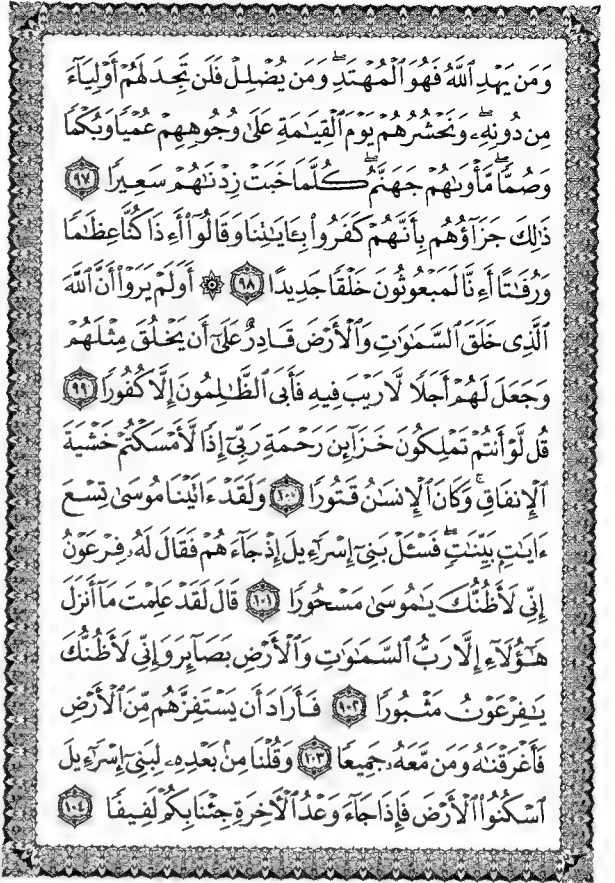 وَمَن يَهْدِ ٱللَّهُ فَهُوَ ٱلْمُهْتَدِ ۖ وَمَن يُضْلِلْ فَلَن تَجِدَ لَهُمْ أَوْلِيَآءَ
مِن دُونِهِۦ ۖ وَنَحْشُرُهُمْ يَوْمَ ٱلْقِيَٰمَةِ عَلَىٰ وُجُوهِهِمْ عُمْيًا وَبُكْمًا
وَصُمًّا ۖ مَّأْوَىٰهُمْ جَهَنَّمُ ۖ كُلَّمَا خَبَتْ زِدْنَٰهُمْ سَعِيرًا ۝٩٧
ذَٰلِكَ جَزَآؤُهُم بِأَنَّهُمْ كَفَرُوا۟ بِـَٔايَٰتِنَا وَقَالُوٓا۟ أَءِذَا كُنَّا عِظَٰمًا
وَرُفَٰتًا أَءِنَّا لَمَبْعُوثُونَ خَلْقًا جَدِيدًا ۝٩٨ ۞ أَوَلَمْ يَرَوْا۟ أَنَّ ٱللَّهَ
ٱلَّذِى خَلَقَ ٱلسَّمَٰوَٰتِ وَٱلْأَرْضَ قَادِرٌ عَلَىٰٓ أَن يَخْلُقَ مِثْلَهُمْ
وَجَعَلَ لَهُمْ أَجَلًا لَّا رَيْبَ فِيهِ فَأَبَى ٱلظَّٰلِمُونَ إِلَّا كُفُورًا ۝٩٩
قُل لَّوْ أَنتُمْ تَمْلِكُونَ خَزَآئِنَ رَحْمَةِ رَبِّىٓ إِذًا لَّأَمْسَكْتُمْ خَشْيَةَ
ٱلْإِنفَاقِ ۚ وَكَانَ ٱلْإِنسَٰنُ قَتُورًا ۝١٠٠ وَلَقَدْ ءَاتَيْنَا مُوسَىٰ تِسْعَ
ءَايَٰتٍۭ بَيِّنَٰتٍ ۖ فَسْـَٔلْ بَنِىٓ إِسْرَٰٓءِيلَ إِذْ جَآءَهُمْ فَقَالَ لَهُۥ فِرْعَوْنُ
إِنِّى لَأَظُنُّكَ يَٰمُوسَىٰ مَسْحُورًا ۝١٠١ قَالَ لَقَدْ عَلِمْتَ مَآ أَنزَلَ
هَٰٓؤُلَآءِ إِلَّا رَبُّ ٱلسَّمَٰوَٰتِ وَٱلْأَرْضِ بَصَآئِرَ وَإِنِّى لَأَظُنُّكَ
يَٰفِرْعَوْنُ مَثْبُورًا ۝١٠٢ فَأَرَادَ أَن يَسْتَفِزَّهُم مِّنَ ٱلْأَرْضِ
فَأَغْرَقْنَٰهُ وَمَن مَّعَهُۥ جَمِيعًا ۝١٠٣ وَقُلْنَا مِنۢ بَعْدِهِۦ لِبَنِىٓ إِسْرَٰٓءِيلَ
ٱسْكُنُوا۟ ٱلْأَرْضَ فَإِذَا جَآءَ وَعْدُ ٱلْءَاخِرَةِ جِئْنَا بِكُمْ لَفِيفًا ۝١٠٤